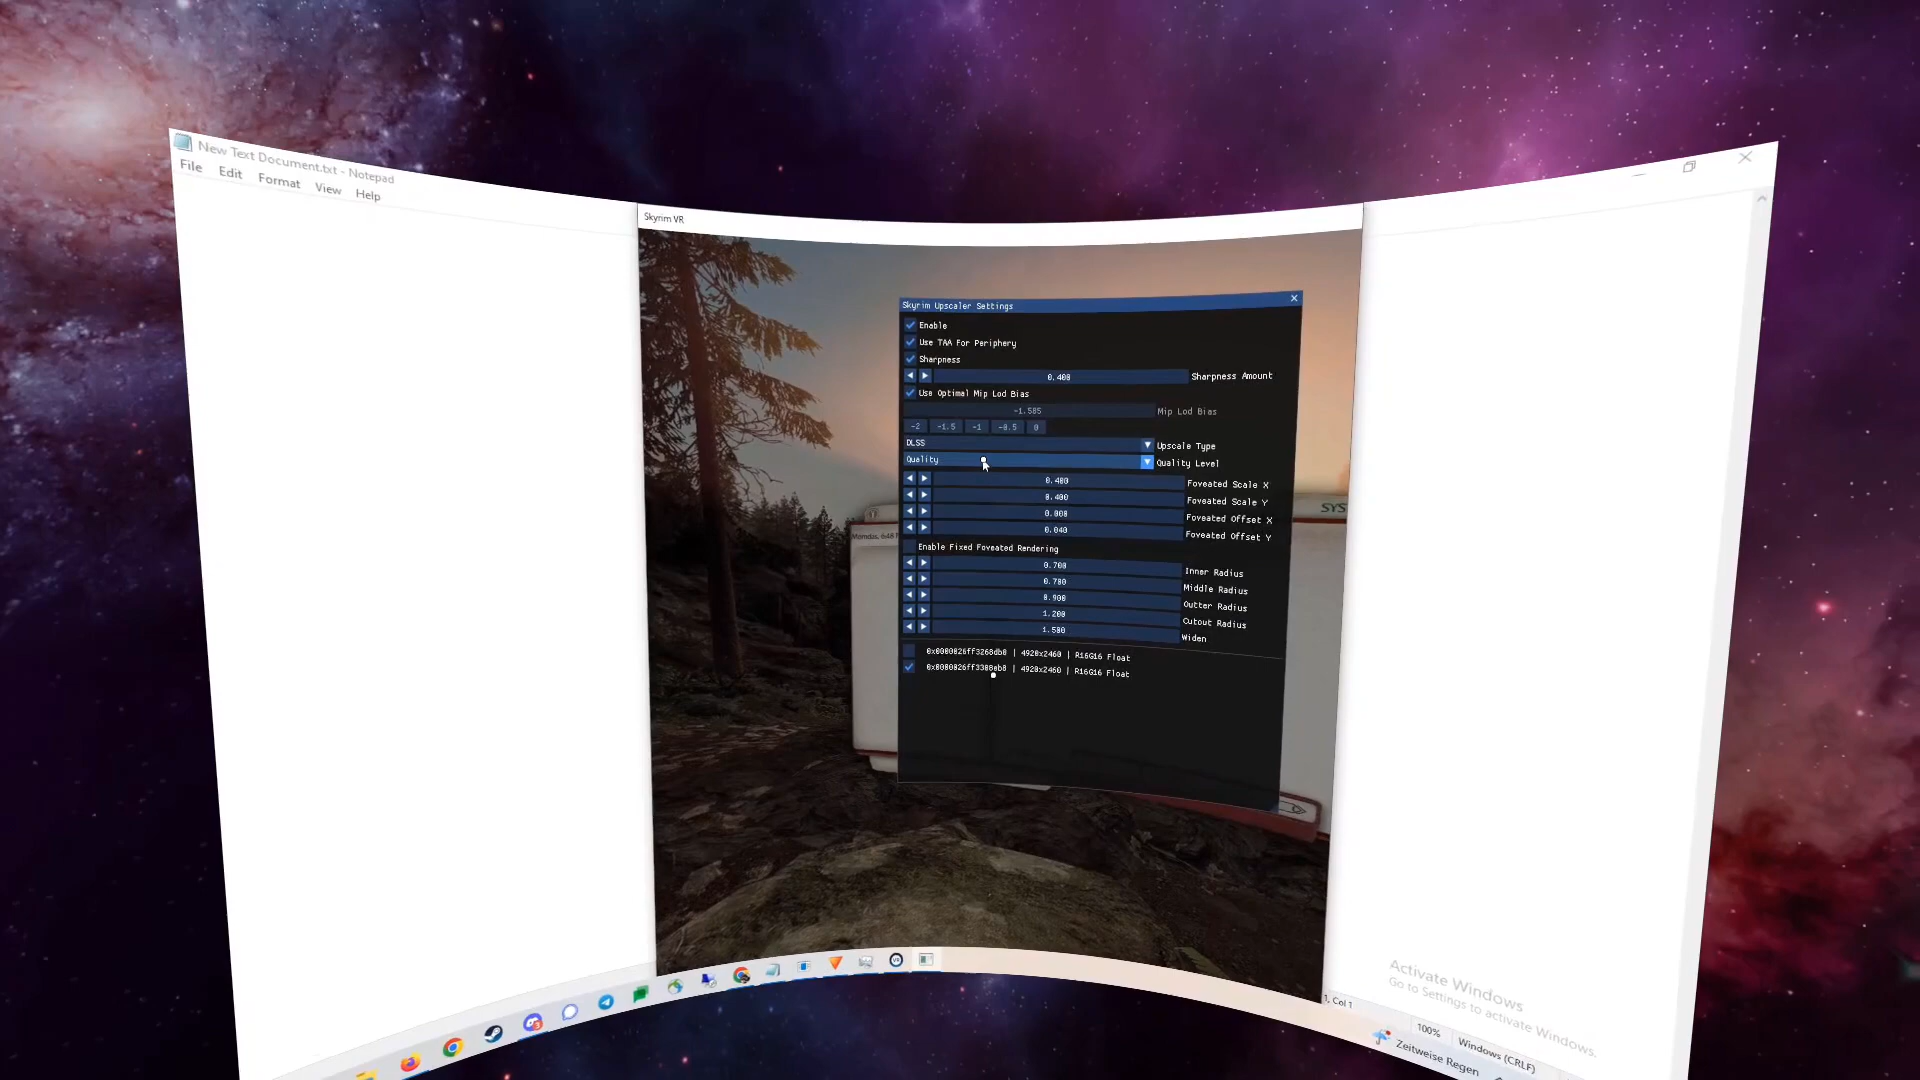 New Text Document.txt - Notepad
File Edit Format View Help
Skyrim VR
Skyrim Upscaler Settings
Enable
Use TAA For Periphery
Sharpness
0.400 Sharpness Amount
Use Optimal Mip Lod Bias
-1.585 Mip Lod Bias
-2 -1.5 -1 -0.5 0
DLSS Upscale Type
Quality Quality Level
0.400 Foveated Scale X
0.400 Foveated Scale Y
0.000 Foveated Offset X
0.040 Foveated Offset Y
Enable Fixed Foveated Rendering
0.700 Inner Radius
0.780 Middle Radius
0.900 Outter Radius
1.200 Cutout Radius
1.500 Widen
| 4920x2460 | R16G16 Float
| 4920x2460 | R16G16 Float
SYS
Activate Windows
Go to Settings to activate Windows.
1, Col 1
100% Windows (CRLF)
Zeitweise Regen